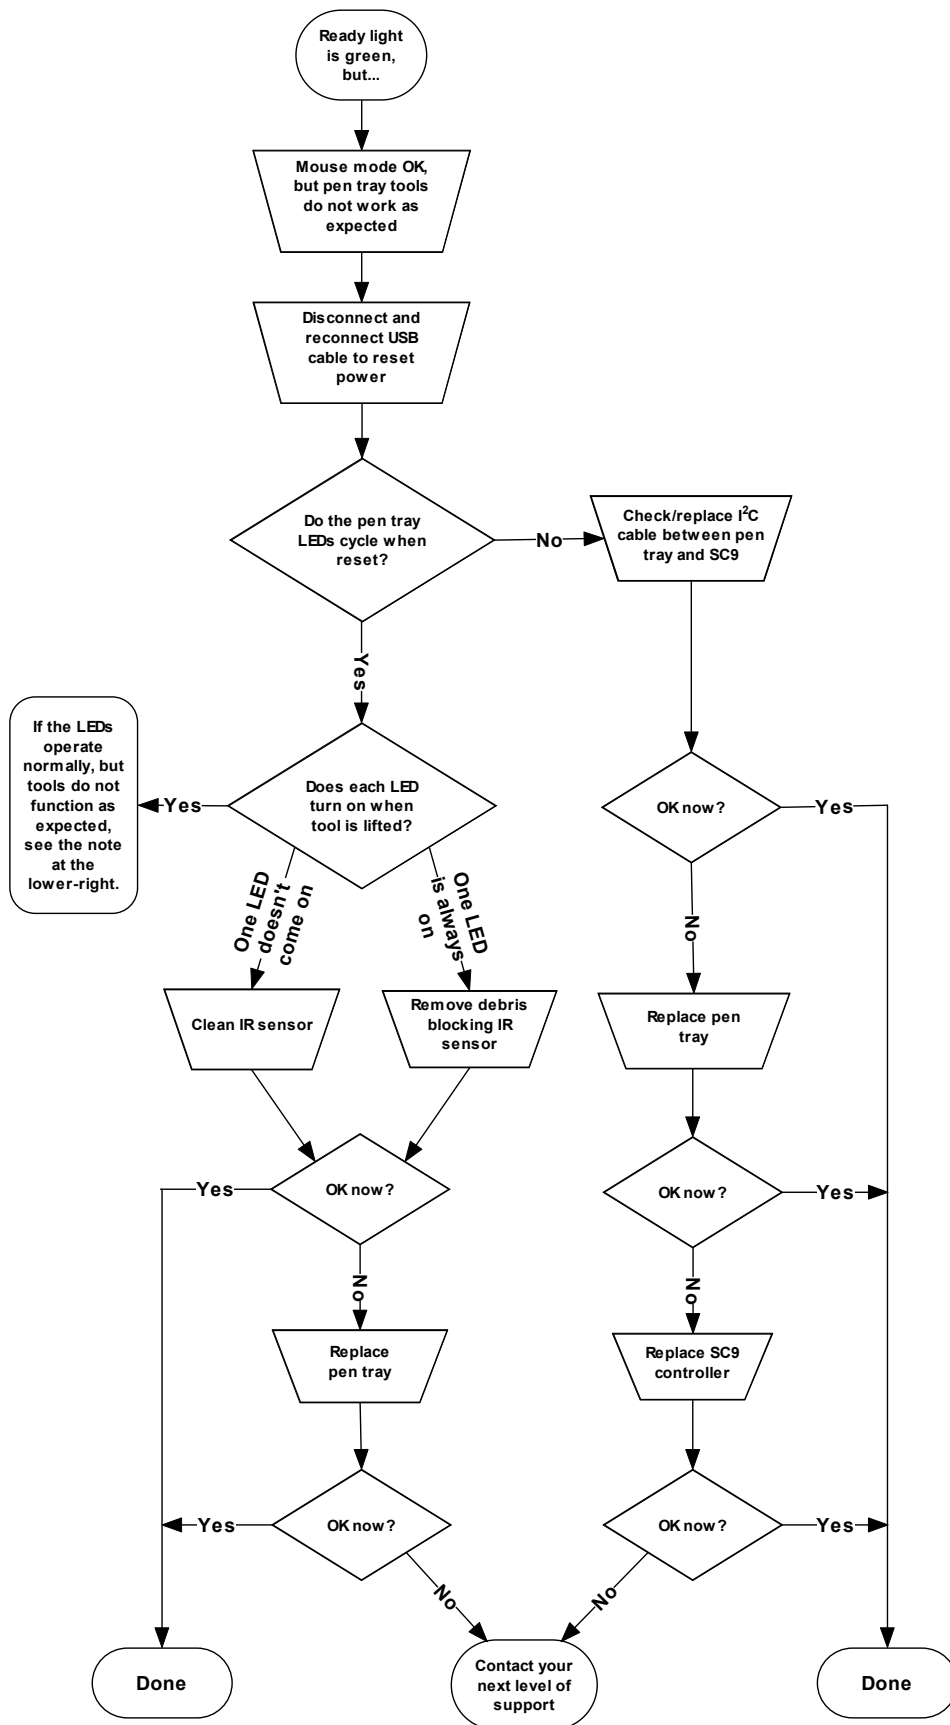 Ready light
is green,
but...
Mouse mode OK,
but pen tray tools
do not work as
expected
Disconnect and
reconnect USB
cable to reset
power
Do the pen tray
LEDs cycle when
reset?
No
Check/replace I²C
cable between pen
tray and SC9
Yes
If the LEDs
operate
normally, but
tools do not
function as
expected,
see the note
at the
lower-right.
Yes
Does each LED
turn on when
tool is lifted?
OK now?
Yes
One LED
doesn't
come on
One LED
is always
on
No
Clean IR sensor
Remove debris
blocking IR
sensor
Replace pen
tray
Yes
OK now?
OK now?
Yes
No
No
Replace
pen tray
Replace SC9
controller
Yes
OK now?
OK now?
Yes
No
No
Done
Contact your
next level of
support
Done